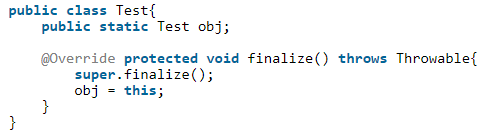 public class Test{
    public static Test obj;

    @Override protected void finalize() throws Throwable{
        super.finalize();
        obj = this;
    }
}